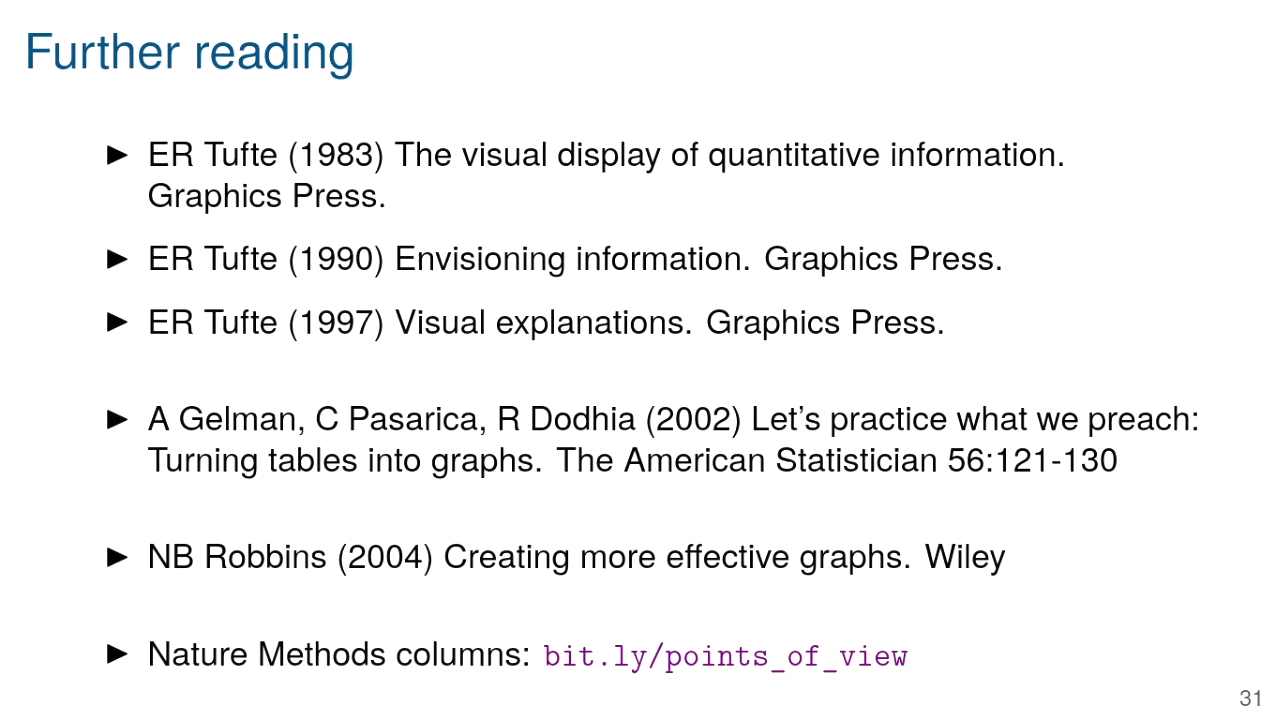 Further reading
▶ ER Tufte (1983) The visual display of quantitative information.
Graphics Press.
▶ ER Tufte (1990) Envisioning information. Graphics Press.
▶ ER Tufte (1997) Visual explanations. Graphics Press.
▶ A Gelman, C Pasarica, R Dodhia (2002) Let’s practice what we preach:
Turning tables into graphs. The American Statistician 56:121-130
▶ NB Robbins (2004) Creating more effective graphs. Wiley
▶ Nature Methods columns: bit.ly/points_of_view
31